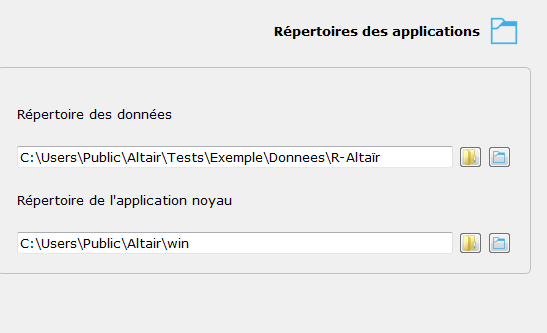 Répertoires des applications
Répertoire des données
C:\Users\Public\Altair\Tests\Exemple\Donnees\R-Altaïr
Répertoire de l'application noyau
C:\Users\Public\Altair\win